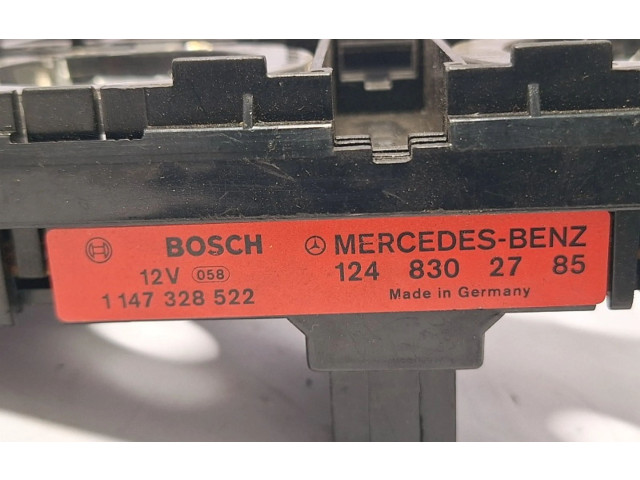 BOSCH MERCEDES-BENZ
12V 058 124 830 27 85
1 147 328 522 Made in Germany